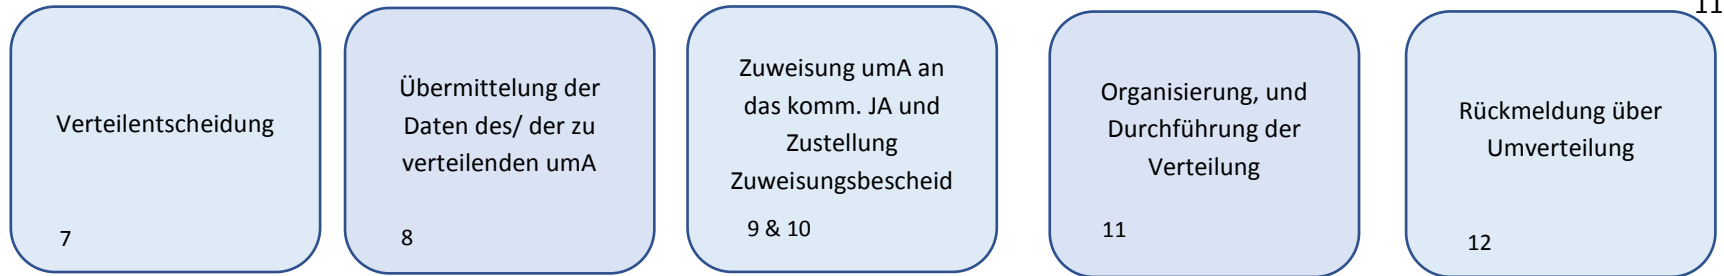 11
Verteilentscheidung
7
Übermittelung der
Daten des/ der zu
verteilenden umA
8
Zuweisung umA an
das komm. JA und
Zustellung
Zuweisungsbescheid
9 & 10
Organisierung, und
Durchführung der
Verteilung
11
Rückmeldung über
Umverteilung
12